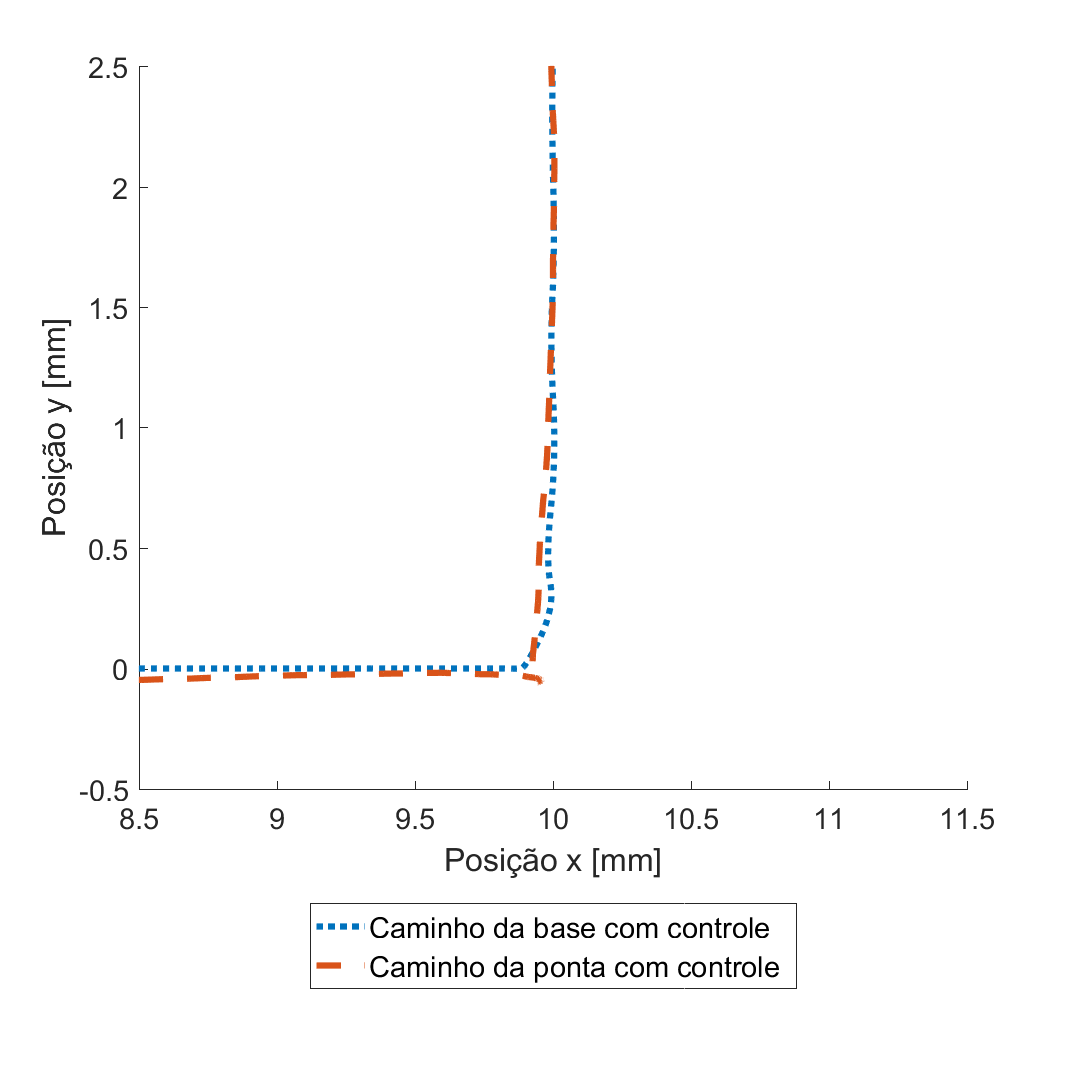 2.5
2
1.5
1
0.5
0
-0.5
Posição y [mm]
8.5 9 9.5 10 10.5 11 11.5
Posição x [mm]
Caminho da base com controle
Caminho da ponta com controle